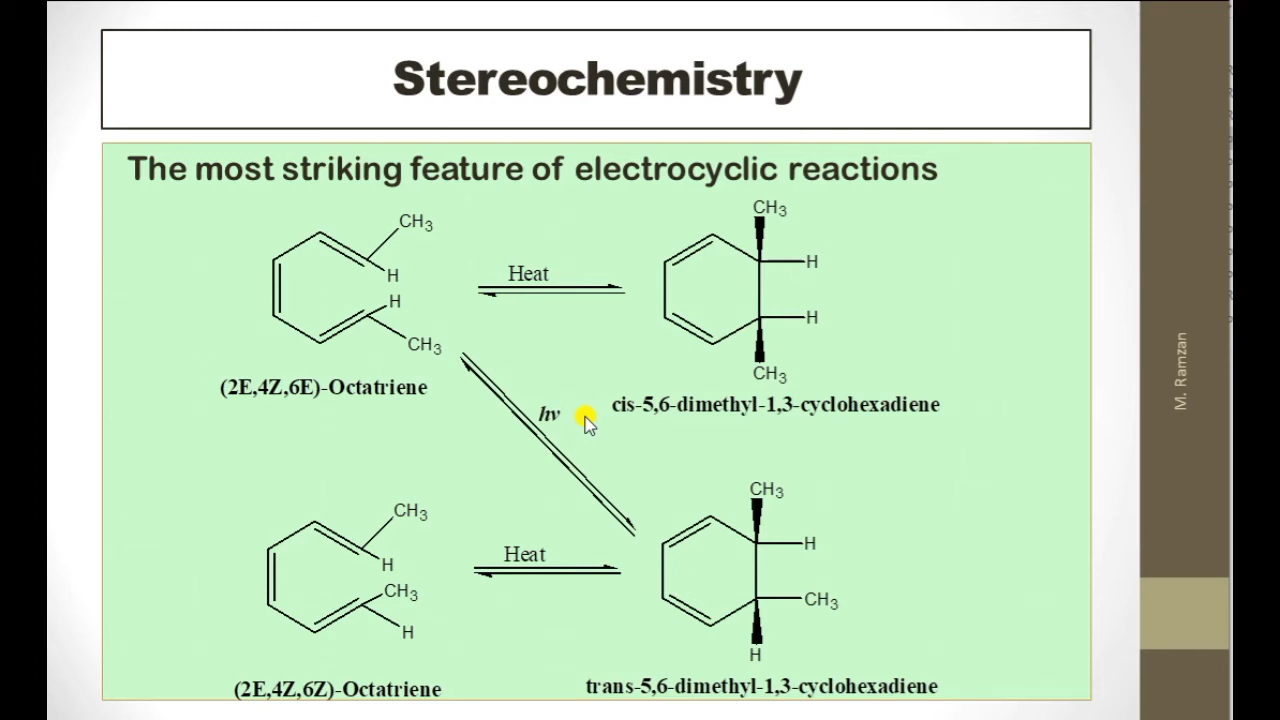 Stereochemistry
The most striking feature of electrocyclic reactions
CH3
H
H
CH3
(2E,4Z,6E)-Octatriene
Heat
CH3
H
H
CH3
cis-5,6-dimethyl-1,3-cyclohexadiene
hv
CH3
H
CH3
H
(2E,4Z,6Z)-Octatriene
Heat
CH3
H
CH3
H
trans-5,6-dimethyl-1,3-cyclohexadiene
M. Ramzan